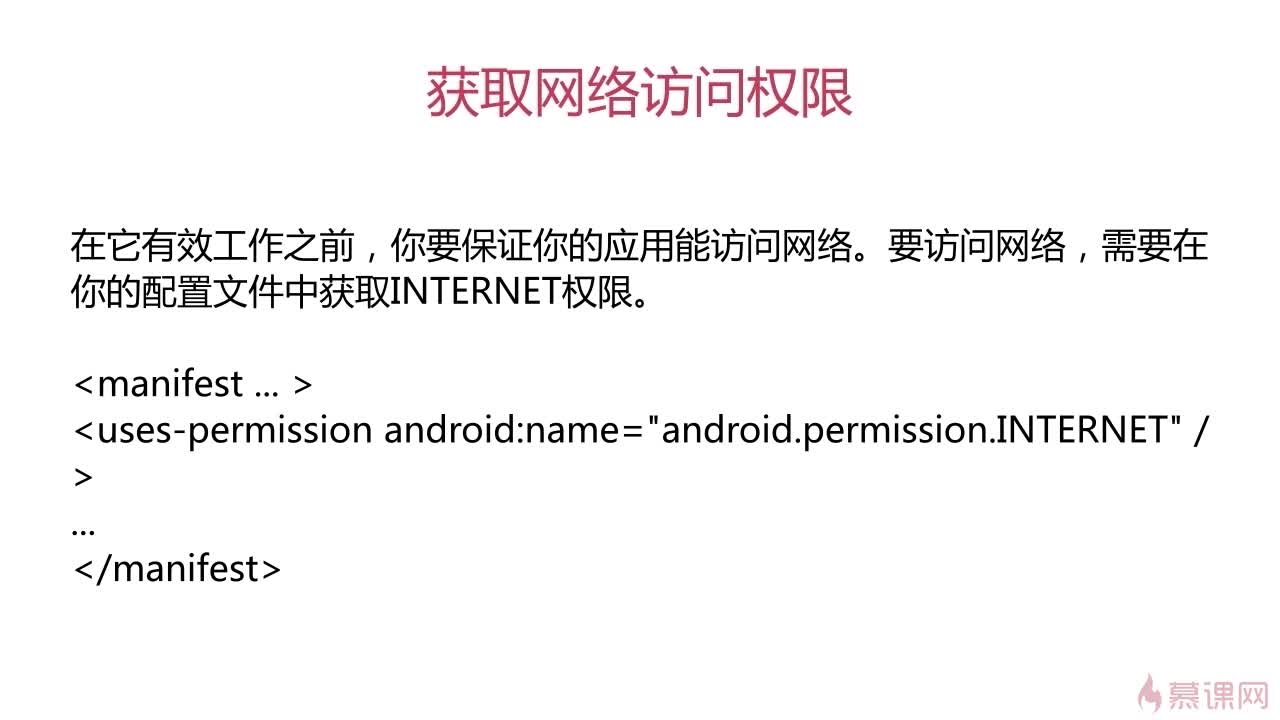 获取网络访问权限
在它有效工作之前，你要保证你的应用能访问网络。要访问网络，需要在
你的配置文件中获取INTERNET权限。
<manifest ... >
<uses-permission android:name="android.permission.INTERNET" /
>
...
</manifest>
慕课网